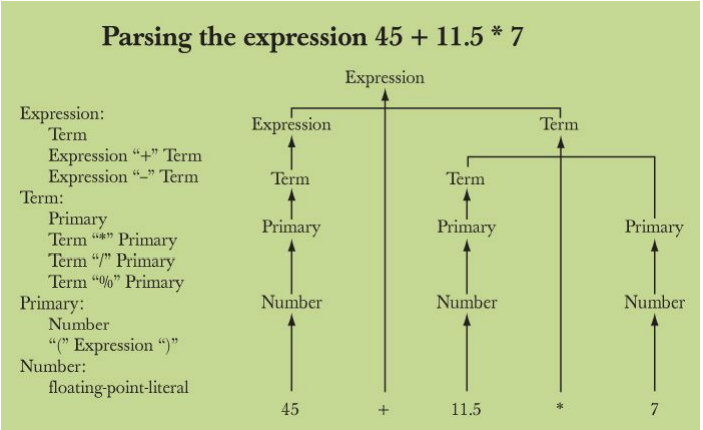 Parsing the expression 45 + 11.5 * 7
Expression
Expression:
Term
Expression “+” Term
Expression “–” Term
Term:
Primary
Term “*” Primary
Term “/” Primary
Term “%” Primary
Primary:
Number
“(” Expression “)”
Number:
floating-point-literal
Expression Term
Term Term
Primary Primary Primary
Number Number Number
45 + 11.5 * 7